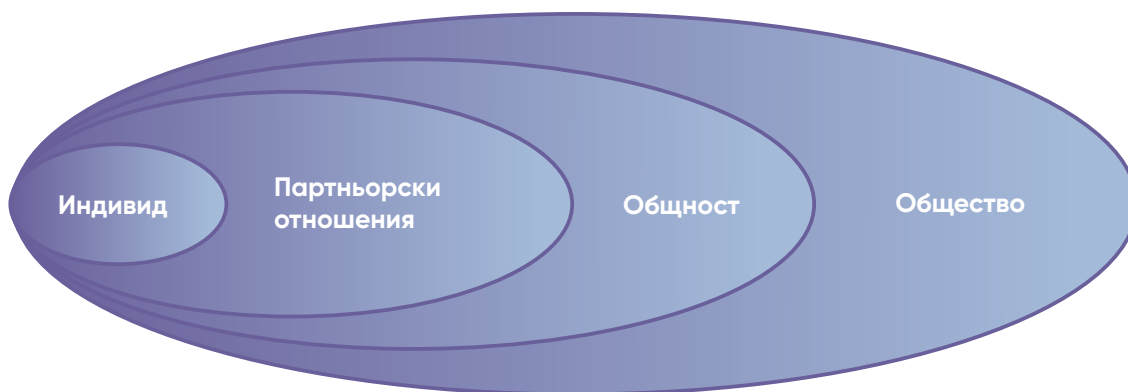 Индивид
Партньорски
отношения
Общност
Общество